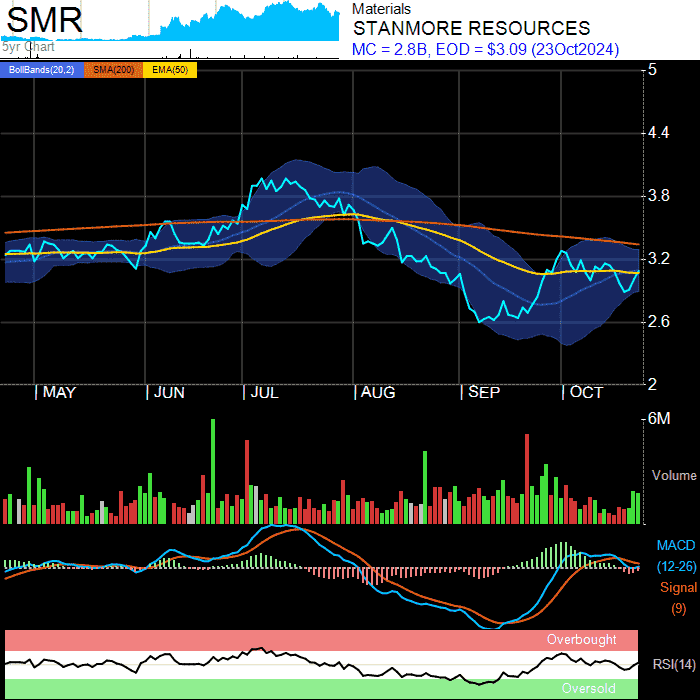 SMR
5yr Chart
Materials
STANMORE RESOURCES
MC = 2.8B, EOD = $3.09 (23Oct2024)
BollBands(20,2) SMA(200) EMA(50)
5
4.4
3.8
3.2
2.6
2
MAY JUN JUL AUG SEP OCT
6M
Volume
MACD
(12-26)
Signal
(9)
Overbought
RSI(14)
Oversold